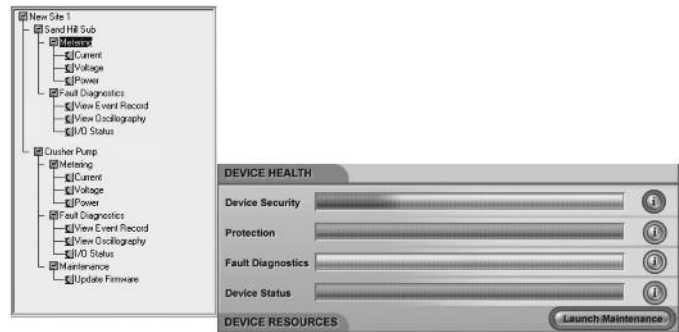 New Site 1
Sand Hill Sub
Metering
Current
Voltage
Power
Fault Diagnostics
View Event Record
View Oscillography
I/O Status
Crusher Pump
Metering
Current
Voltage
Power
Fault Diagnostics
View Event Record
View Oscillography
I/O Status
Maintenance
Update Firmware
DEVICE HEALTH
Device Security
Protection
Fault Diagnostics
Device Status
DEVICE RESOURCES
Launch Maintenance